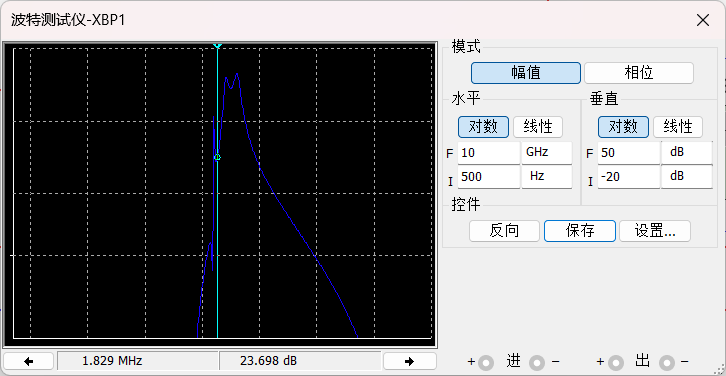 波特测试仪-XBP1
模式
幅值 相位
水平 垂直
对数 线性 对数 线性
F 10 GHz F 50 dB
I 500 Hz I -20 dB
控件
反向 保存 设置...
1.829 MHz 23.698 dB
+ 进 − + 出 −